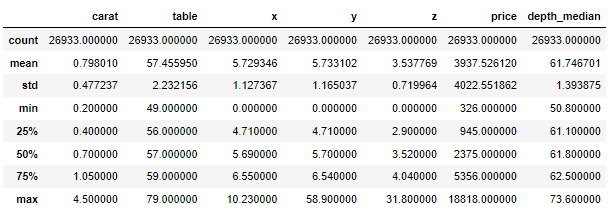 carat table x y z price depth_median
count 26933.000000 26933.000000 26933.000000 26933.000000 26933.000000 26933.000000 26933.000000
mean 0.798010 57.455950 5.729346 5.733102 3.537769 3937.526120 61.746701
std 0.477237 2.232156 1.127367 1.165037 0.719964 4022.551862 1.393875
min 0.200000 49.000000 0.000000 0.000000 0.000000 326.000000 50.800000
25% 0.400000 56.000000 4.710000 4.710000 2.900000 945.000000 61.100000
50% 0.700000 57.000000 5.690000 5.700000 3.520000 2375.000000 61.800000
75% 1.050000 59.000000 6.550000 6.540000 4.040000 5356.000000 62.500000
max 4.500000 79.000000 10.230000 58.900000 31.800000 18818.000000 73.600000